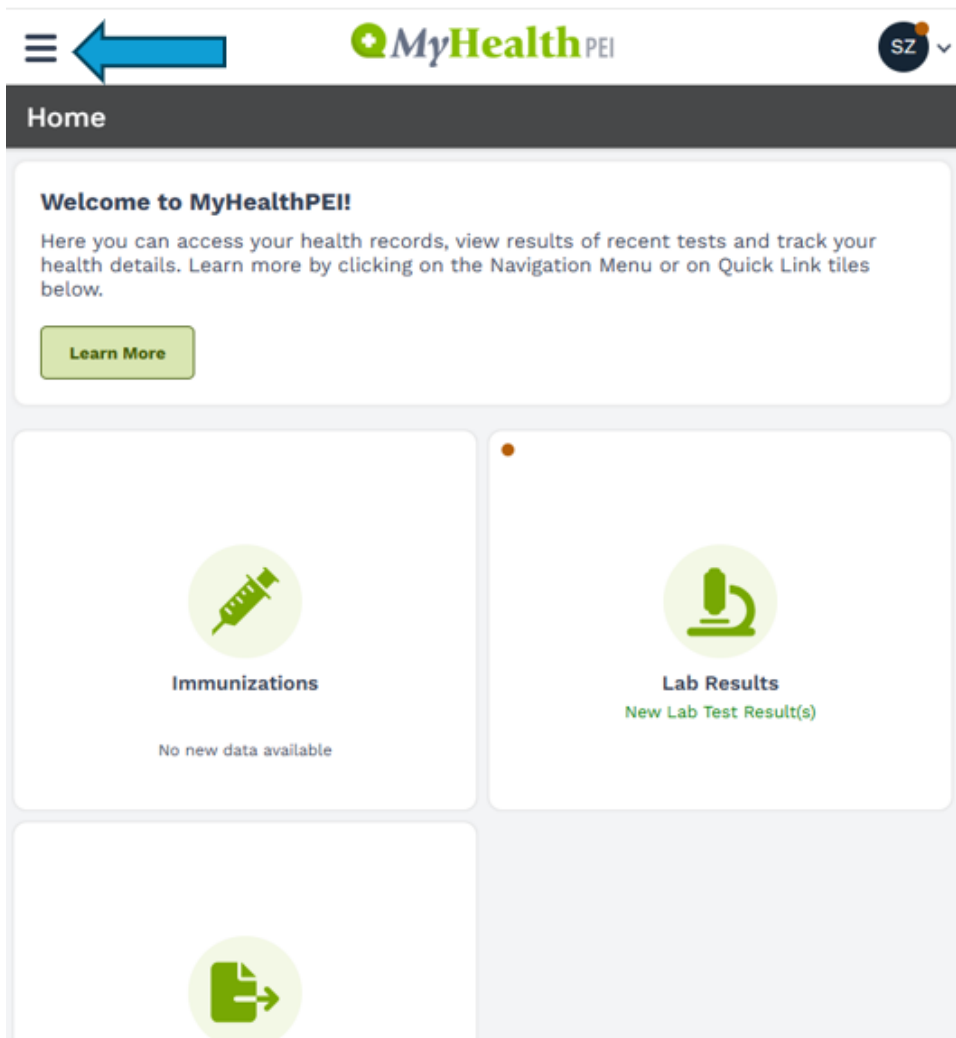 MyHealth PEI
SZ
Home
Welcome to MyHealthPEI!
Here you can access your health records, view results of recent tests and track your
health details. Learn more by clicking on the Navigation Menu or on Quick Link tiles
below.
Learn More
Immunizations
No new data available
Lab Results
New Lab Test Result(s)